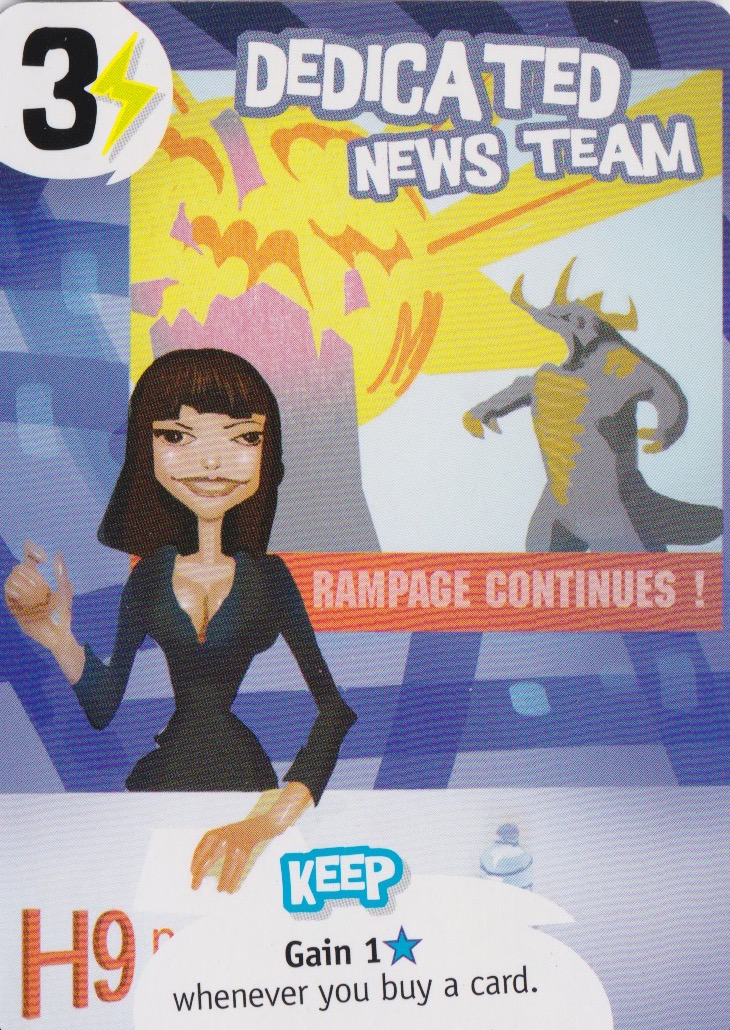 3
DEDICATED
NEWS TEAM
RAMPAGE CONTINUES !
KEEP
H9
Gain 1
whenever you buy a card.